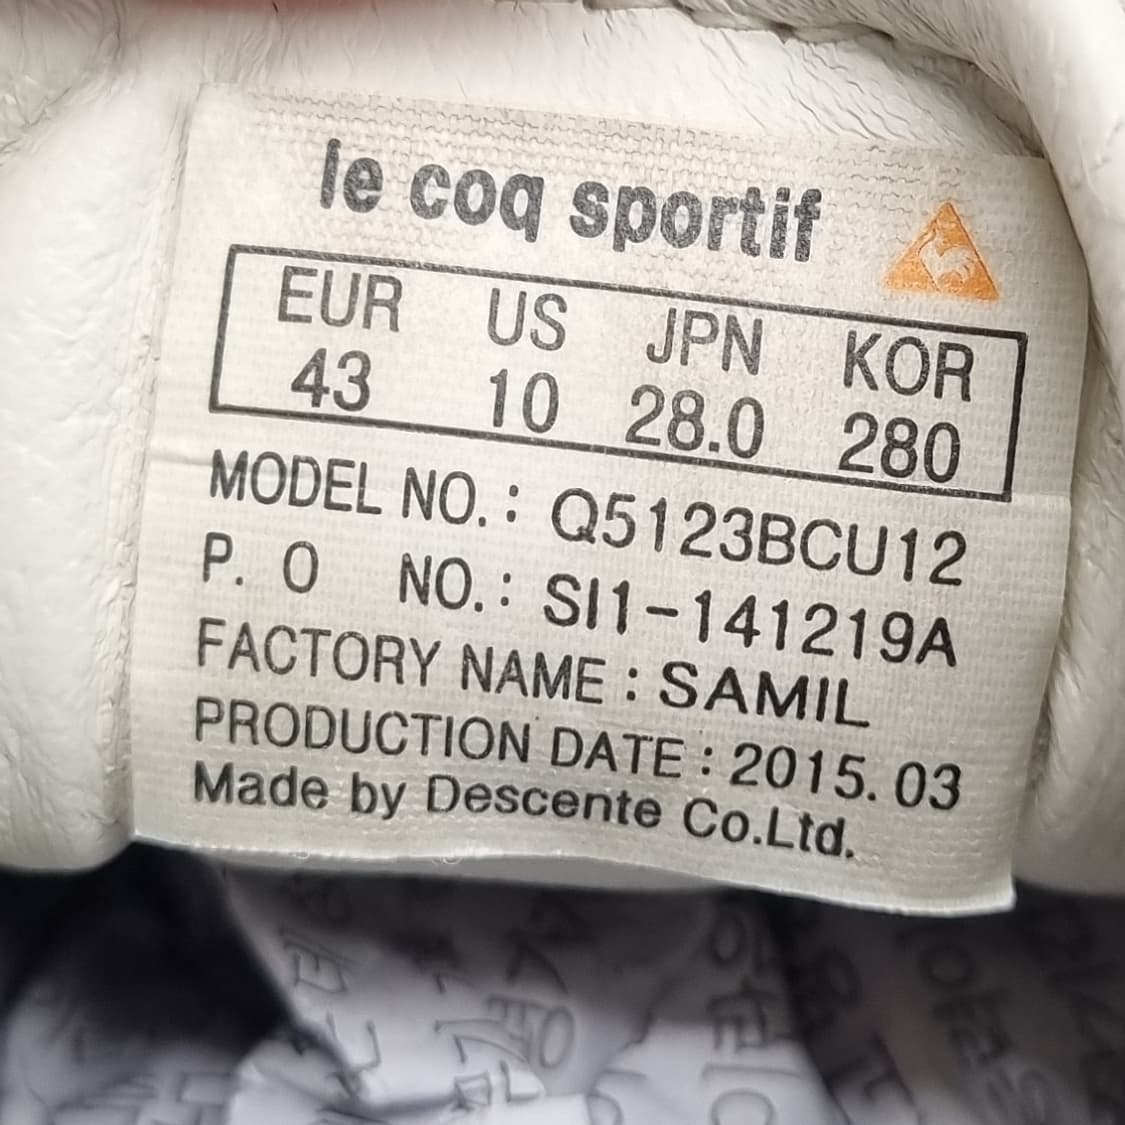 le coq sportif
EUR US JPN KOR
43 10 28.0 280
MODEL NO.: Q5123BCU12
P. O NO.: SI1-141219A
FACTORY NAME : SAMIL
PRODUCTION DATE : 2015. 03
Made by Descente Co.Ltd.